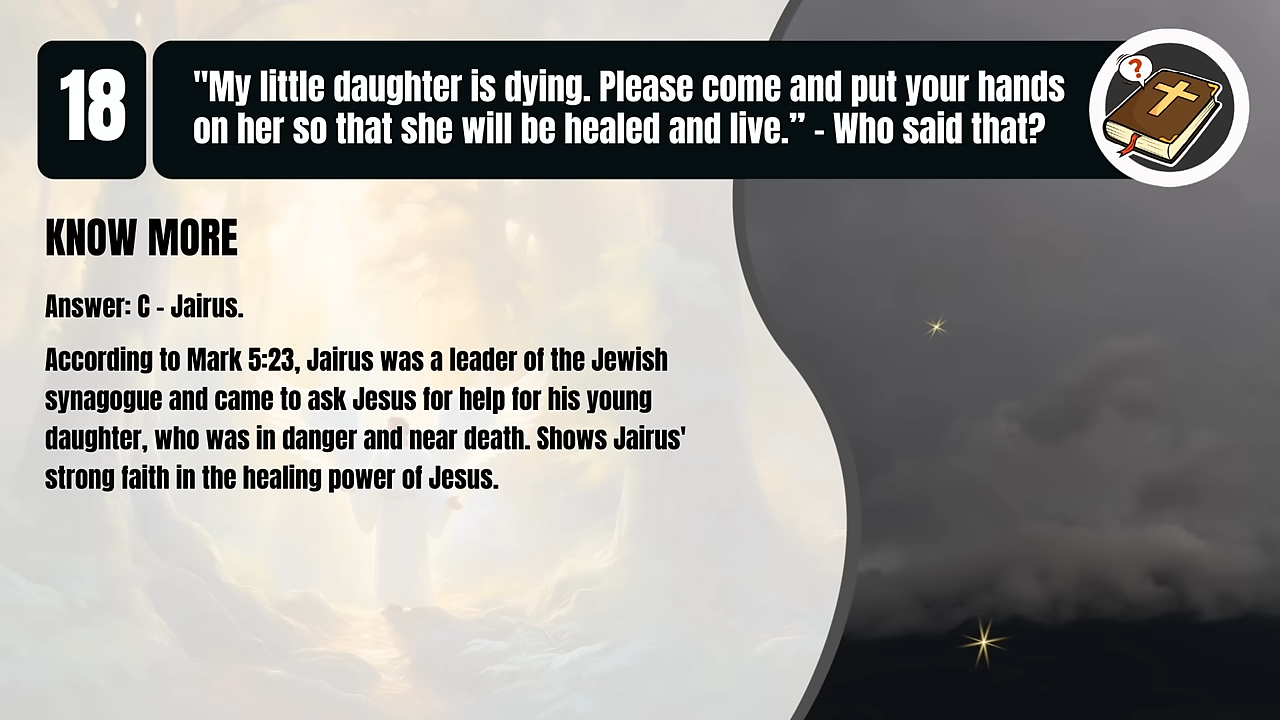 18
"My little daughter is dying. Please come and put your hands
on her so that she will be healed and live.” - Who said that?
?
KNOW MORE
Answer: C - Jairus.
According to Mark 5:23, Jairus was a leader of the Jewish
synagogue and came to ask Jesus for help for his young
daughter, who was in danger and near death. Shows Jairus'
strong faith in the healing power of Jesus.